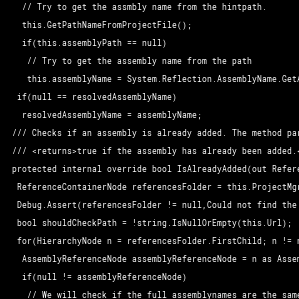 // Try to get the assmbly name from the hintpath.
this.GetPathNameFromProjectFile();
if(this.assemblyPath == null)
// Try to get the assembly name from the path
this.assemblyName = System.Reflection.AssemblyName.GetA
if(null == resolvedAssemblyName)
resolvedAssemblyName = assemblyName;
/// Checks if an assembly is already added. The method par
/// <returns>true if the assembly has already been added.<
protected internal override bool IsAlreadyAdded(out Refere
ReferenceContainerNode referencesFolder = this.ProjectMgr
Debug.Assert(referencesFolder != null,Could not find the
bool shouldCheckPath = !string.IsNullOrEmpty(this.Url);
for(HierarchyNode n = referencesFolder.FirstChild; n != n
AssemblyReferenceNode assemblyReferenceNode = n as Assem
if(null != assemblyReferenceNode)
// We will check if the full assemblynames are the same